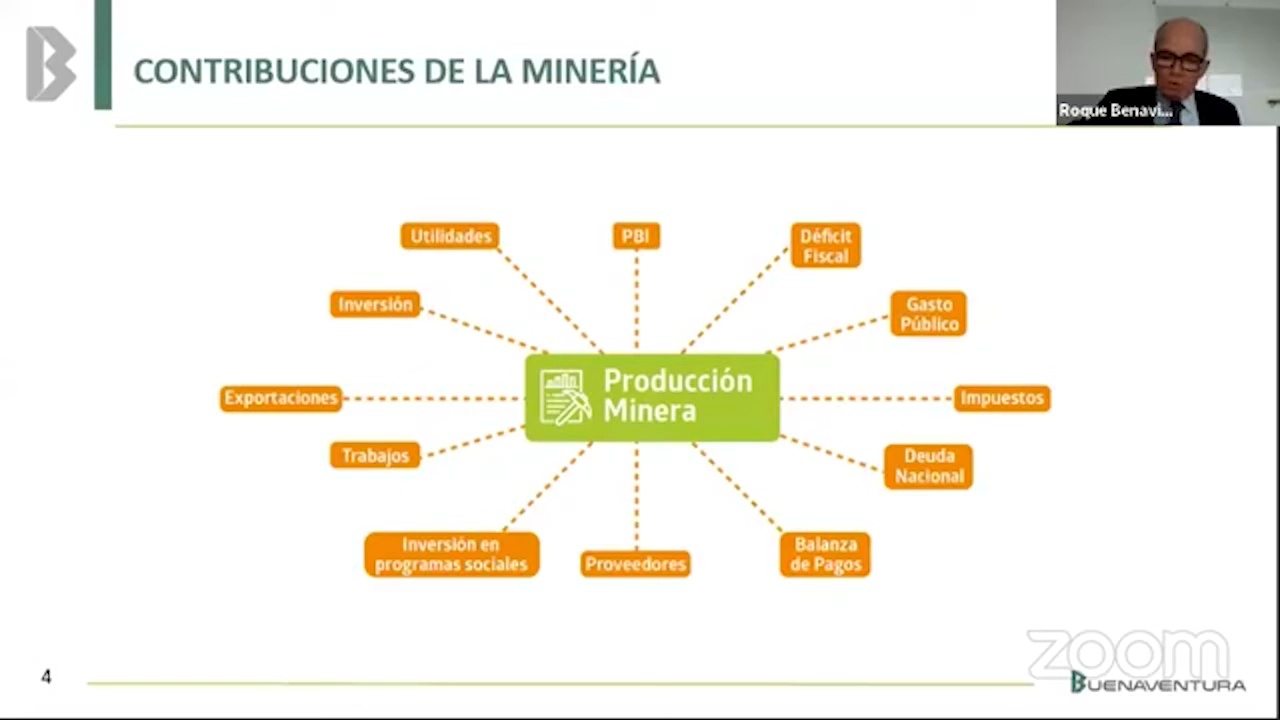 CONTRIBUCIONES DE LA MINERÍA
Roque Benavi...
Utilidades
PBI
Déficit
Fiscal
Inversión
Gasto
Público
Producción
Minera
Exportaciones
Impuestos
Trabajos
Deuda
Nacional
Inversión en
programas sociales
Proveedores
Balanza
de Pagos
zoom
4
BUENAVENTURA